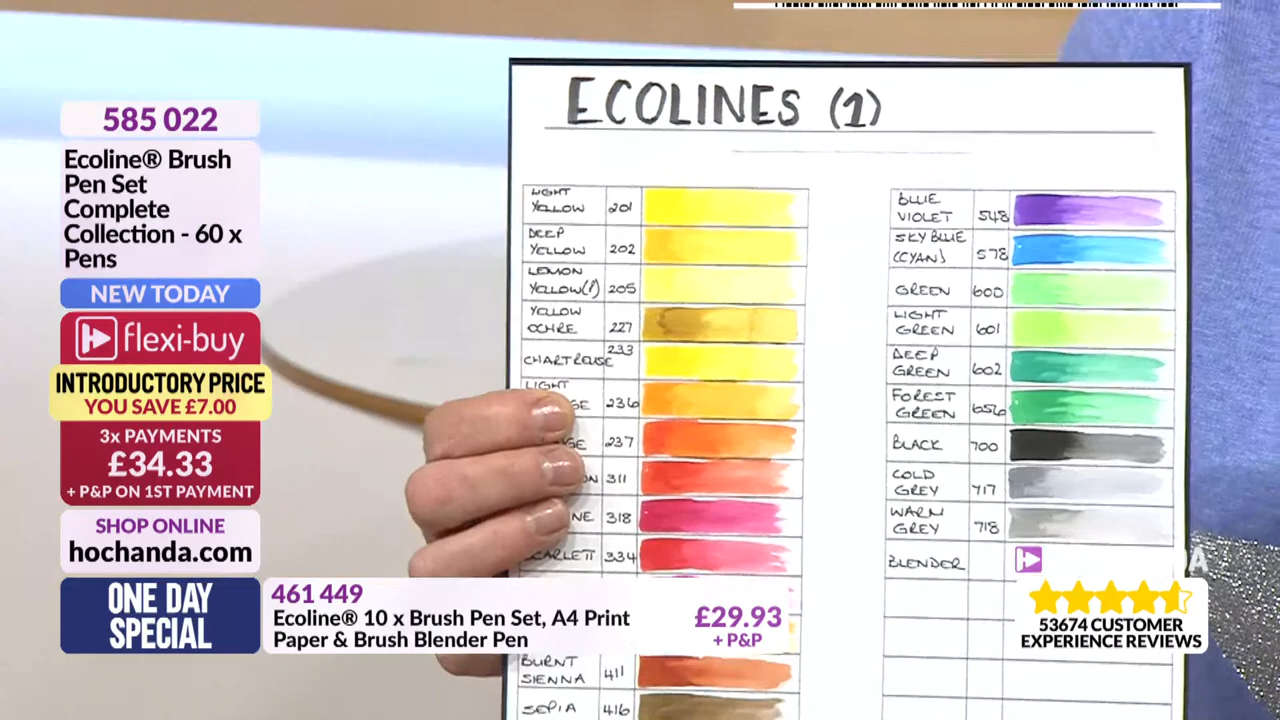 585 022
Ecoline® Brush
Pen Set
Complete
Collection - 60 x
Pens
NEW TODAY
flexi-buy
INTRODUCTORY PRICE
YOU SAVE £7.00
3x PAYMENTS
£34.33
+ P&P ON 1ST PAYMENT
SHOP ONLINE
hochanda.com
ONE DAY
SPECIAL
461 449
Ecoline® 10 x Brush Pen Set, A4 Print
Paper & Brush Blender Pen
£29.93
+ P&P
ECOLINES (1)
LIGHT
YELLOW 201
DEEP
YELLOW 202
LEMON
YELLOW(P) 205
YELLOW
OCHRE 227
CHARTREUSE 233
LIGHT
236
237
311
318
SCARLETT 334
BURNT
SIENNA 411
SEPIA 416
BLUE
VIOLET 548
SKY BLUE
(CYAN) 578
GREEN 600
LIGHT
GREEN 601
DEEP
GREEN 602
FOREST
GREEN 656
BLACK 700
COLD
GREY 717
WARM
GREY 718
BLENDER
53674 CUSTOMER
EXPERIENCE REVIEWS